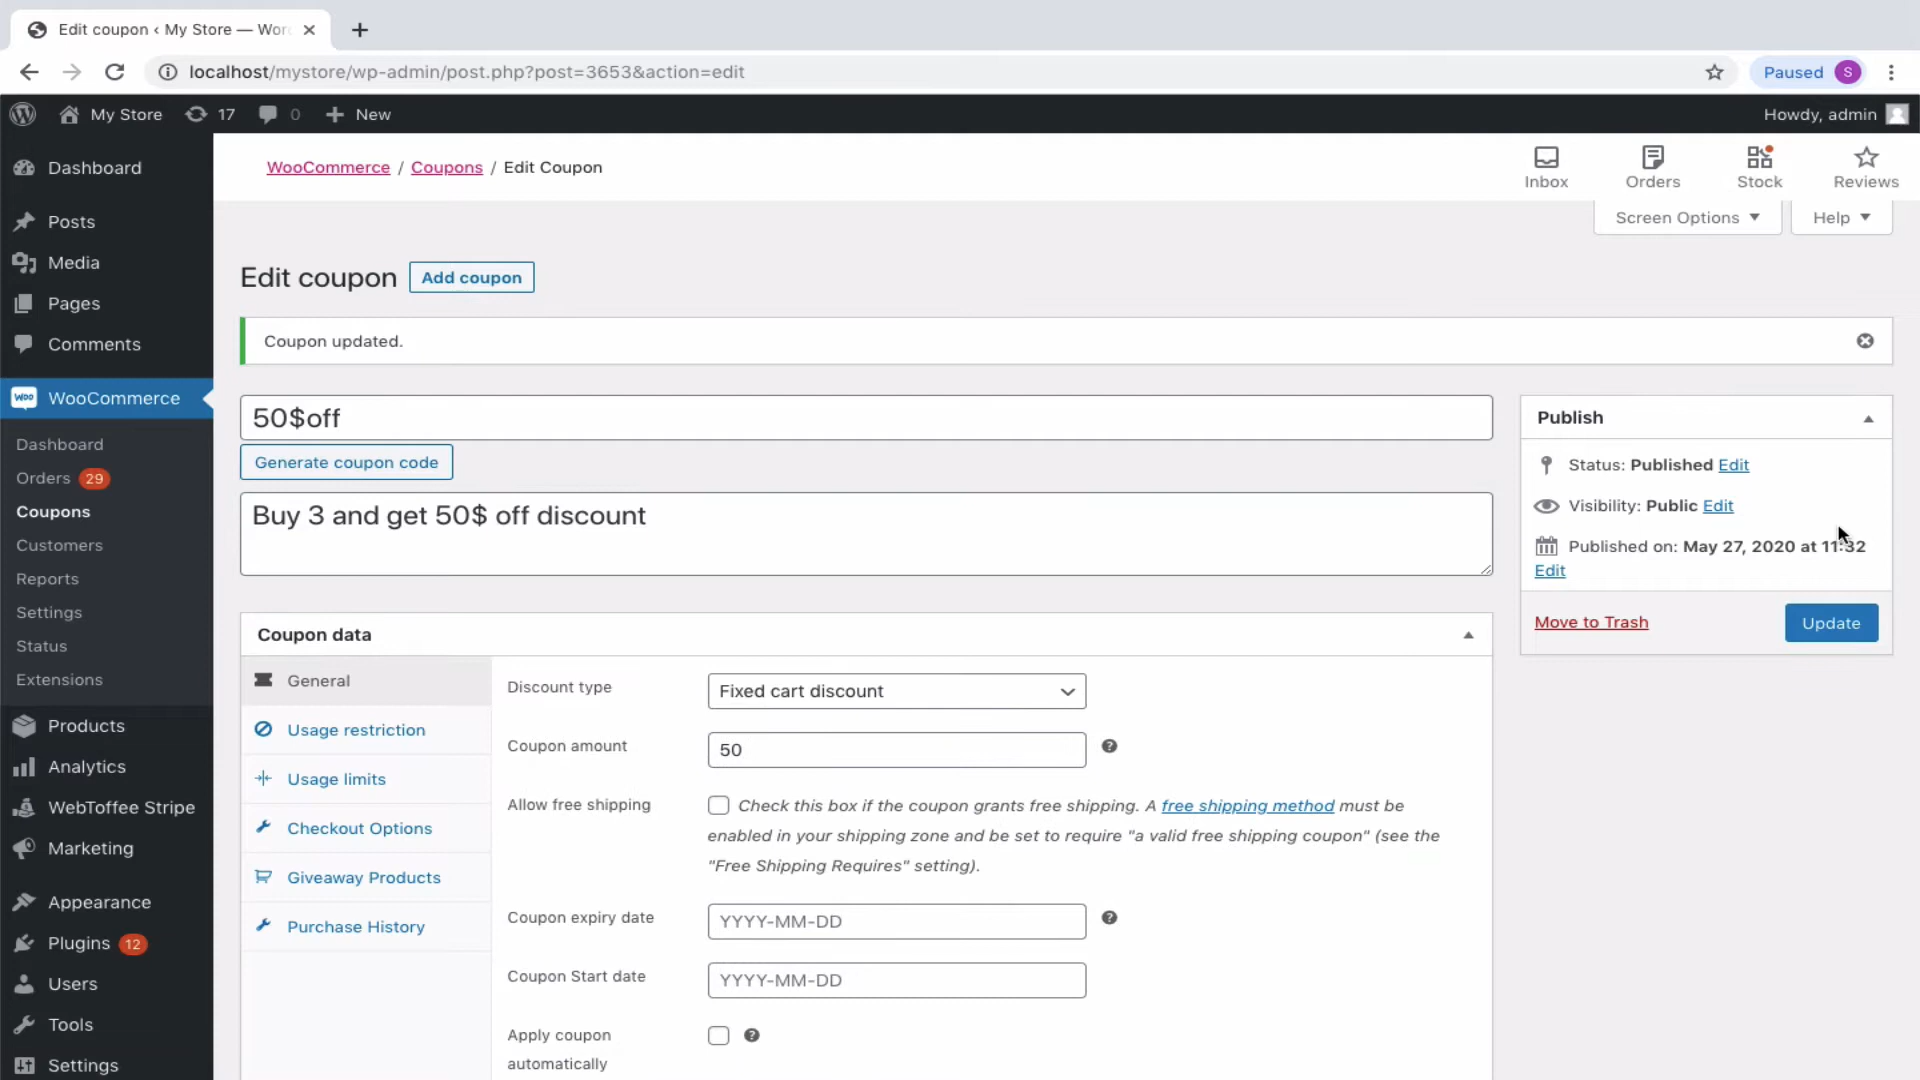 Edit coupon ‹ My Store — Wor
localhost/mystore/wp-admin/post.php?post=3653&action=edit
Paused S
My Store 17 0 New
Howdy, admin
Dashboard
Posts
Media
Pages
Comments
WooCommerce
Dashboard
Orders 29
Coupons
Customers
Reports
Settings
Status
Extensions
Products
Analytics
WebToffee Stripe
Marketing
Appearance
Plugins 12
Users
Tools
Settings
WooCommerce / Coupons / Edit Coupon
Inbox
Orders
Stock
Reviews
Screen Options
Help
Edit coupon
Add coupon
Coupon updated.
50$off
Generate coupon code
Buy 3 and get 50$ off discount
Coupon data
General
Usage restriction
Usage limits
Checkout Options
Giveaway Products
Purchase History
Discount type
Fixed cart discount
Coupon amount
50
Allow free shipping
Check this box if the coupon grants free shipping. A free shipping method must be
enabled in your shipping zone and be set to require "a valid free shipping coupon" (see the
"Free Shipping Requires" setting).
Coupon expiry date
YYYY-MM-DD
Coupon Start date
YYYY-MM-DD
Apply coupon
automatically
Publish
Status: Published Edit
Visibility: Public Edit
Published on: May 27, 2020 at 11:32
Edit
Move to Trash
Update